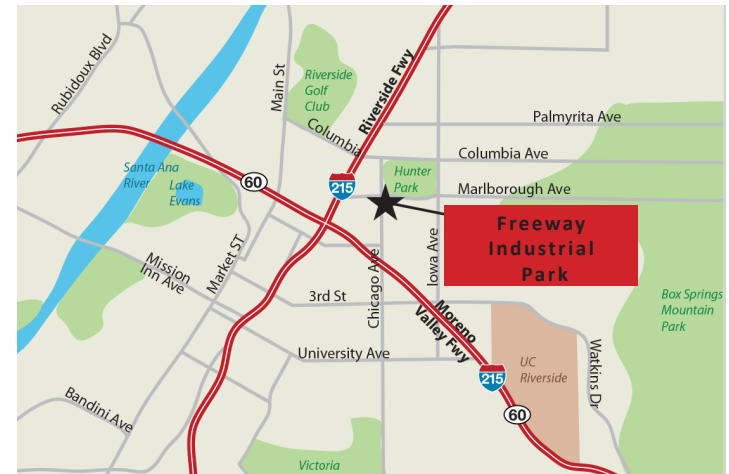 Rubidoux Blvd
Main St
Riverside
Golf
Club
Riverside Fwy
Palmyrita Ave
Columbia
Columbia Ave
Santa Ana
River
Lake
Evans
60
215
Hunter
Park
Marlborough Ave
Freeway
Industrial
Park
Mission
Inn Ave
Market ST
Chicago Ave
Iowa Ave
3rd St
Moreno
Valley Fwy
Box Springs
Mountain
Park
University Ave
215
UC
Riverside
Watkins Dr
60
Bandini Ave
Victoria